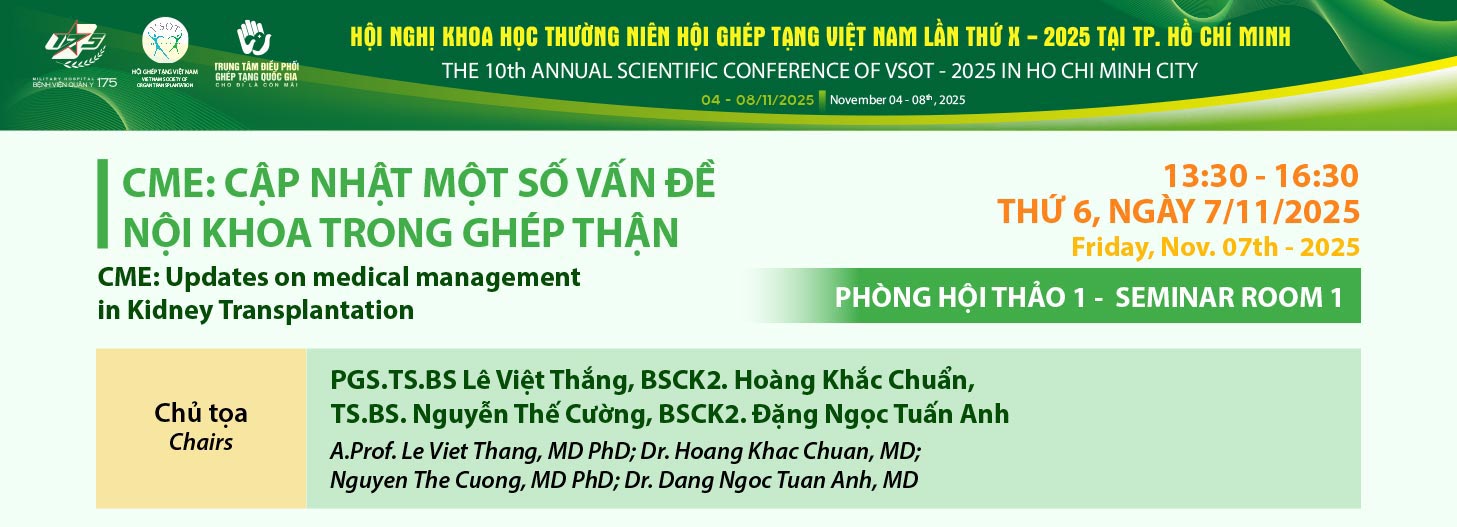 U75
MILITARY HOSPITAL
BỆNH VIỆN QUÂN Y 175
VSOT
HỘI GHÉP TẠNG VIỆT NAM
VIETNAM SOCIETY OF
ORGAN TRANSPLANTATION
TRUNG TÂM ĐIỀU PHỐI
GHÉP TẠNG QUỐC GIA
CHO ĐI LÀ CÒN MÃI
HỘI NGHỊ KHOA HỌC THƯỜNG NIÊN HỘI GHÉP TẠNG VIỆT NAM LẦN THỨ X – 2025 TẠI TP. HỒ CHÍ MINH
THE 10th ANNUAL SCIENTIFIC CONFERENCE OF VSOT - 2025 IN HO CHI MINH CITY
04 - 08/11/2025 November 04 - 08th, 2025
CME: CẬP NHẬT MỘT SỐ VẤN ĐỀ
NỘI KHOA TRONG GHÉP THẬN
CME: Updates on medical management
in Kidney Transplantation
13:30 - 16:30
THỨ 6, NGÀY 7/11/2025
Friday, Nov. 07th - 2025
PHÒNG HỘI THẢO 1 - SEMINAR ROOM 1
Chủ tọa
Chairs
PGS.TS.BS Lê Việt Thắng, BSCK2. Hoàng Khắc Chuẩn,
TS.BS. Nguyễn Thế Cường, BSCK2. Đặng Ngọc Tuấn Anh
A.Prof. Le Viet Thang, MD PhD; Dr. Hoang Khac Chuan, MD;
Nguyen The Cuong, MD PhD; Dr. Dang Ngoc Tuan Anh, MD